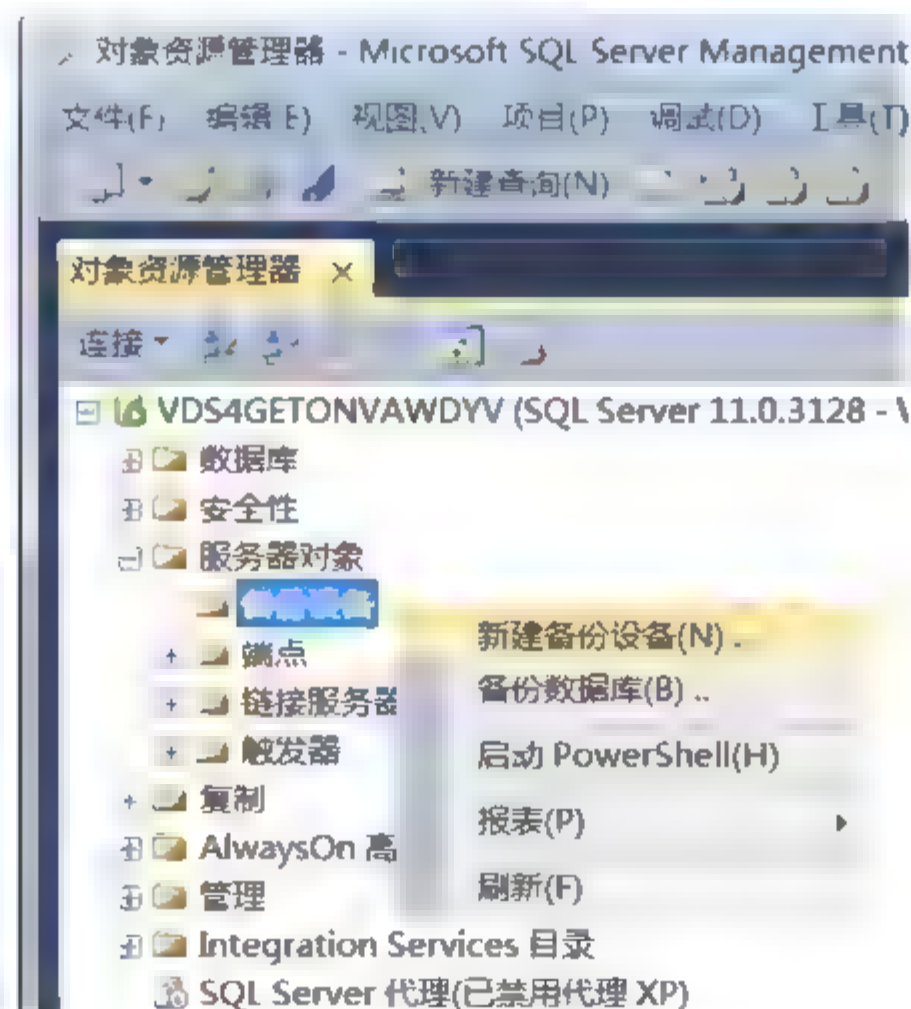 对象资源管理器 - Microsoft SQL Server Management
文件(F) 编辑(E) 视图(V) 项目(P) 调试(D) 工具(T)
新建查询(N)
对象资源管理器
连接
VDS4GETONVAWDYV (SQL Server 11.0.3128 -
数据库
安全性
服务器对象
新建备份设备(N)...
端点
备份数据库(B)...
链接服务器
触发器
启动 PowerShell(H)
复制
报表(P)
AlwaysOn 高
管理
刷新(F)
Integration Services 目录
SQL Server 代理(已禁用代理 XP)